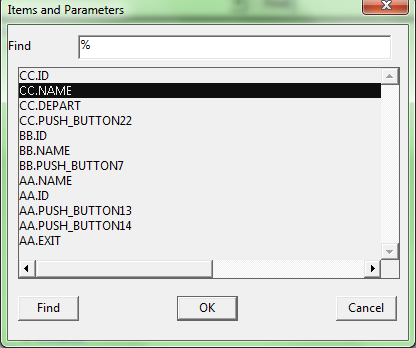 Items and Parameters
Find
%
CC.ID
CC.NAME
CC.DEPART
CC.PUSH_BUTTON22
BB.ID
BB.NAME
BB.PUSH_BUTTON7
AA.NAME
AA.ID
AA.PUSH_BUTTON13
AA.PUSH_BUTTON14
AA.EXIT
Find OK Cancel